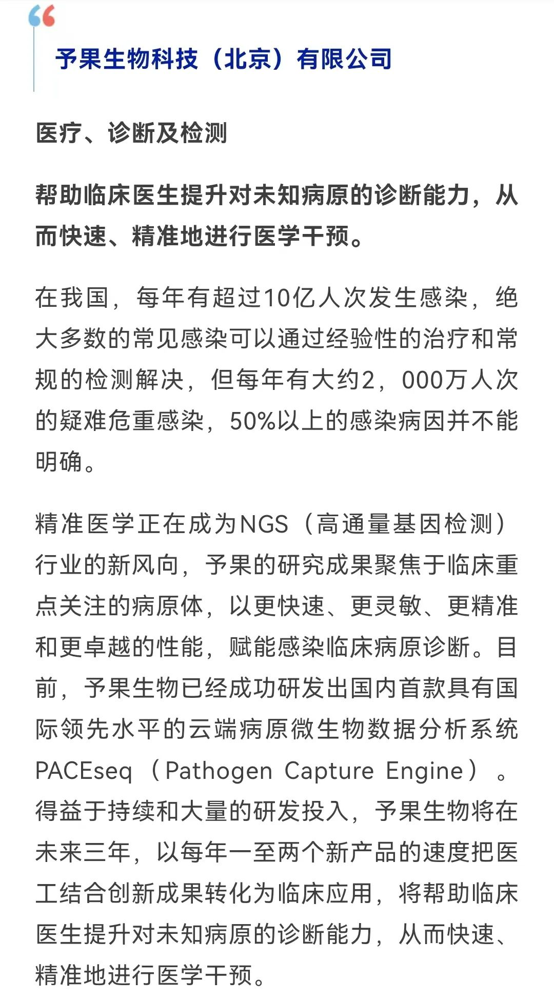 予果生物科技（北京）有限公司
医疗、诊断及检测
帮助临床医生提升对未知病原的诊断能力，从
而快速、精准地进行医学干预。
在我国，每年有超过10亿人次发生感染，绝
大多数的常见感染可以通过经验性的治疗和常
规的检测解决，但每年有大约2，000万人次
的疑难危重感染，50%以上的感染病因并不能
明确。
精准医学正在成为NGS（高通量基因检测）
行业的新风向，予果的研究成果聚焦于临床重
点关注的病原体，以更快速、更灵敏、更精准
和更卓越的性能，赋能感染临床病原诊断。目
前，予果生物已经成功研发出国内首款具有国
际领先水平的云端病原微生物数据分析系统
PACEseq（Pathogen Capture Engine）。
得益于持续和大量的研发投入，予果生物将在
未来三年，以每年一至两个新产品的速度把医
工结合创新成果转化为临床应用，将帮助临床
医生提升对未知病原的诊断能力，从而快速、
精准地进行医学干预。